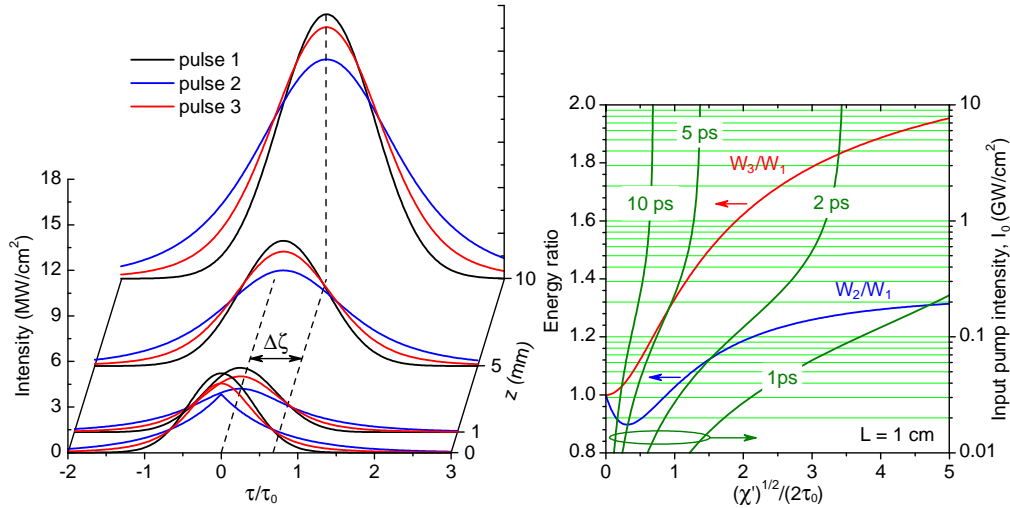 pulse 1
pulse 2
pulse 3
Intensity (MW/cm²)
18
15
12
9
6
3
0
-2
-1
0
1
2
3
τ/τ₀
Δζ
0
1
5
10
z (mm)
Energy ratio
2.0
1.8
1.6
1.4
1.2
1.0
0.8
0
1
2
3
4
5
(χ')^1/2/(2τ₀)
10 ps
5 ps
2 ps
1ps
W₃/W₁
W₂/W₁
L = 1 cm
10
1
0.1
0.01
Input pump intensity, I₀ (GW/cm²)